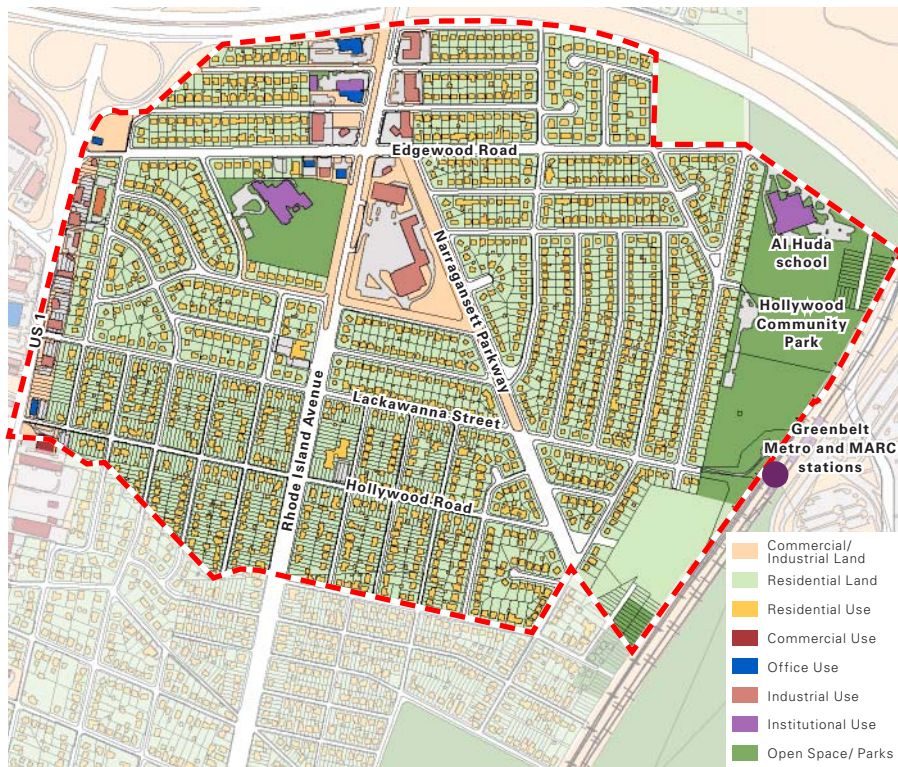 Edgewood Road
Narragansett Parkway
Al Huda
school
Hollywood
Community
Park
US 1
Rhode Island Avenue
Lackawanna Street
Greenbelt
Metro and MARC
stations
Hollywood Road
Commercial/
Industrial Land
Residential Land
Residential Use
Commercial Use
Office Use
Industrial Use
Institutional Use
Open Space/ Parks